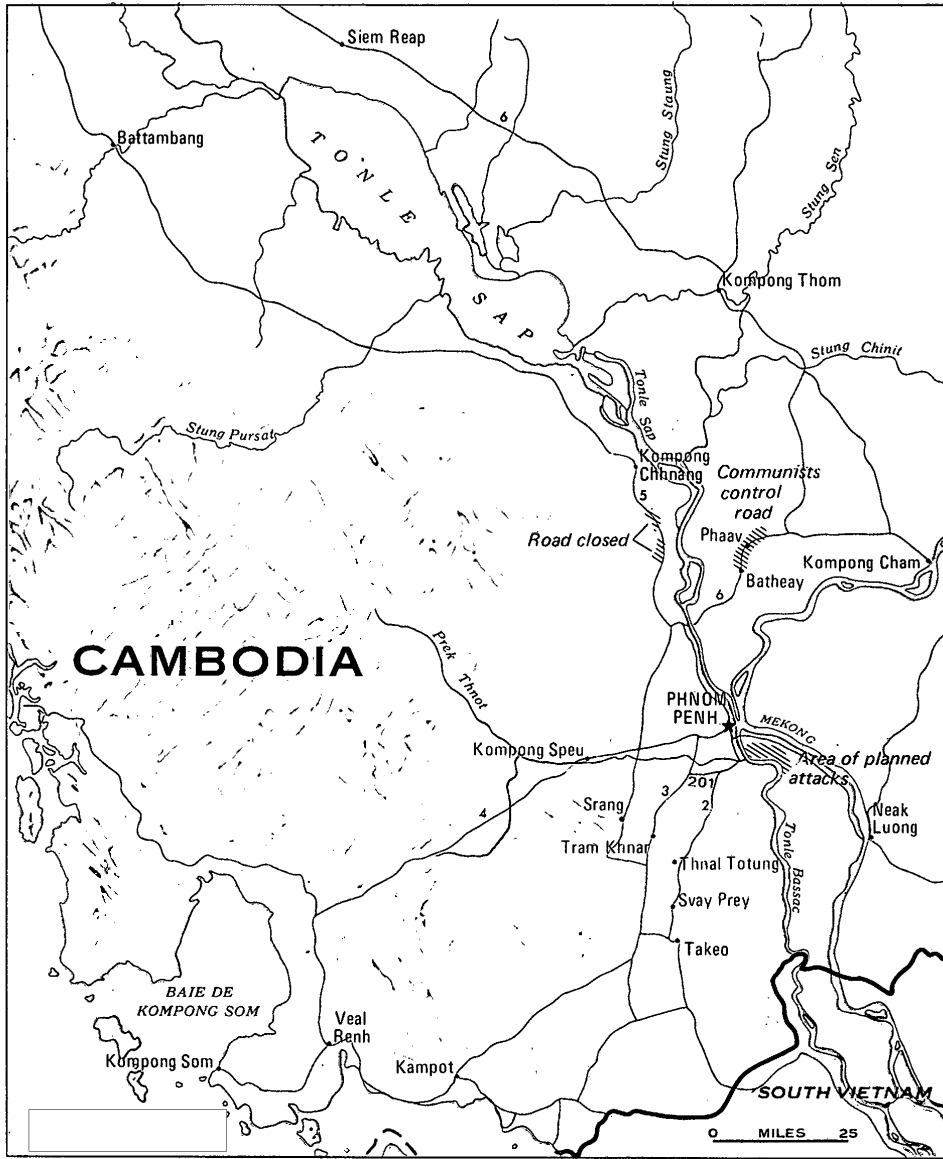 Siem Reap
6
Stung Staung
Battambang
TONLE
SAP
Stung Sen
Kompong Thom
Stung Chinit
Tonle Sap
Stung Pursat
Kompong
Chhnang
5
Communists
control
road
Road closed
Phaav
Kompong Cham
Batheay
6
Prek Thnot
CAMBODIA
PHNOM
PENH
MEKONG
Kompong Speu
Area of planned
attacks
201
3
2
4
Srang
Neak
Luong
Tram Khnar
Tonle Bassac
Thnal Totung
Svay Prey
Takeo
BAIE DE
KOMPONG SOM
Veal
Renh
Kompong Som
Kampot
SOUTH VIETNAM
0 MILES 25